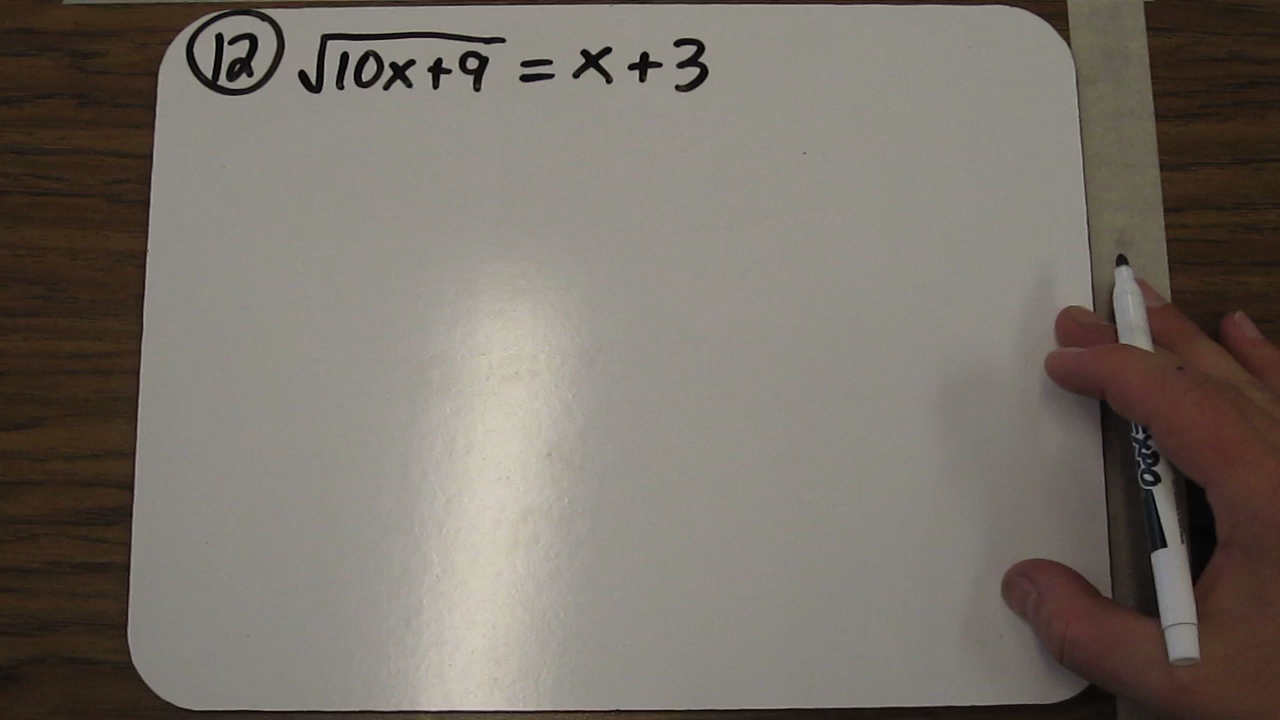 12 √10x+9 = x+3
EXPO